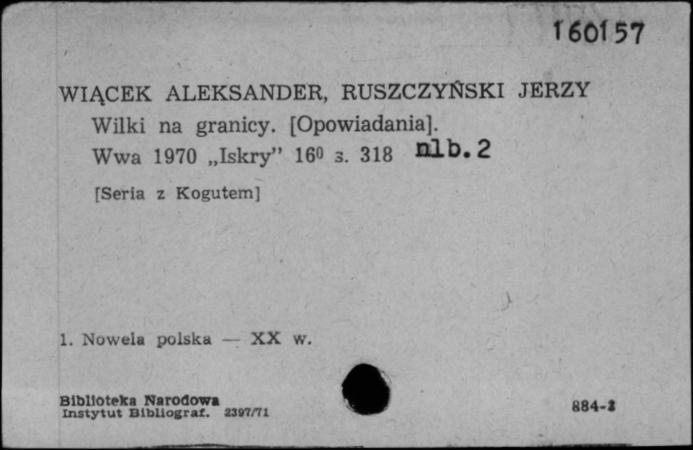 160157
WIĄCEK ALEKSANDER, RUSZCZYŃSKI JERZY
Wilki na granicy. [Opowiadania].
Wwa 1970 „Iskry” 16⁰ s. 318 nlb. 2
[Seria z Kogutem]
1. Nowela polska — XX w.
Biblioteka Narodowa
Instytut Bibliograf. 2397/71
884-3